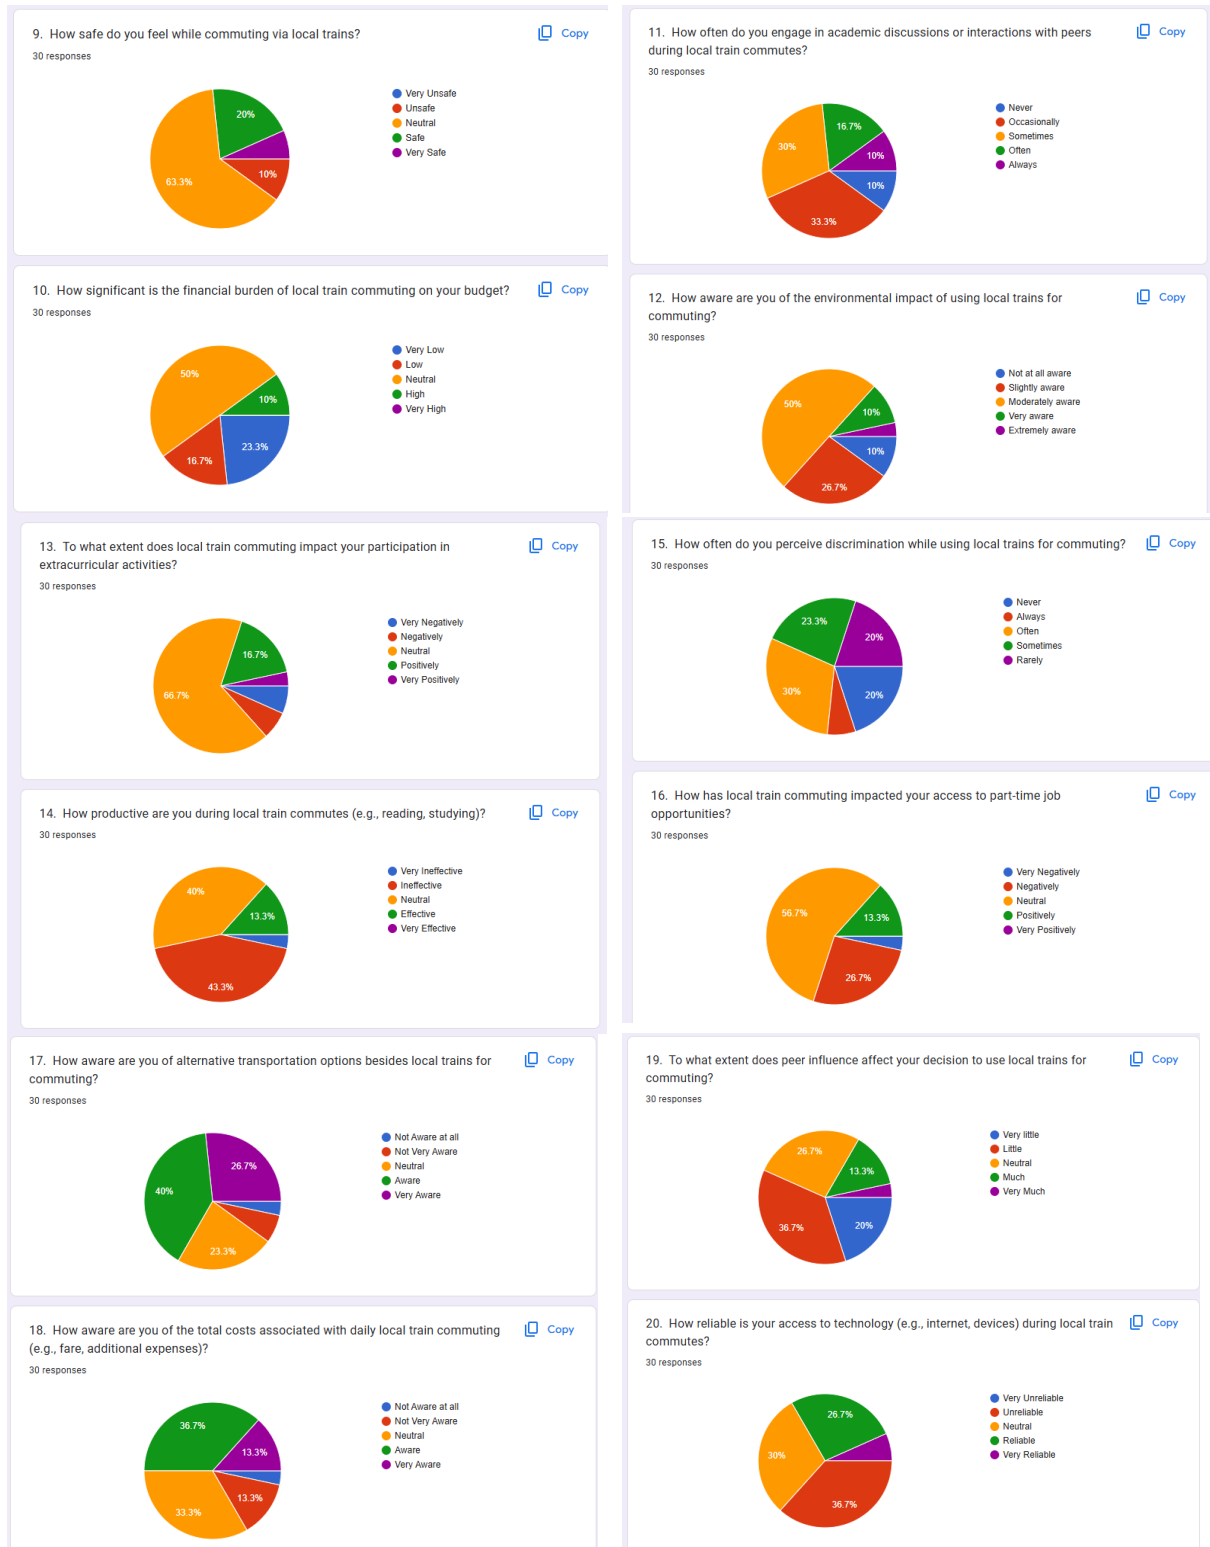 9. How safe do you feel while commuting via local trains?
Copy
30 responses
20%
63.3%
10%
Very Unsafe
Unsafe
Neutral
Safe
Very Safe
10. How significant is the financial burden of local train commuting on your budget?
Copy
30 responses
50%
10%
23.3%
16.7%
Very Low
Low
Neutral
High
Very High
11. How often do you engage in academic discussions or interactions with peers
during local train commutes?
Copy
30 responses
16.7%
30%
10%
10%
33.3%
Never
Occasionally
Sometimes
Often
Always
12. How aware are you of the environmental impact of using local trains for
commuting?
Copy
30 responses
50%
10%
10%
26.7%
Not at all aware
Slightly aware
Moderately aware
Very aware
Extremely aware
13. To what extent does local train commuting impact your participation in
extracurricular activities?
Copy
30 responses
16.7%
66.7%
Very Negatively
Negatively
Neutral
Positively
Very Positively
14. How productive are you during local train commutes (e.g., reading, studying)?
Copy
30 responses
40%
13.3%
43.3%
Very Ineffective
Ineffective
Neutral
Effective
Very Effective
15. How often do you perceive discrimination while using local trains for commuting?
Copy
30 responses
23.3%
20%
30%
20%
Never
Always
Often
Sometimes
Rarely
16. How has local train commuting impacted your access to part-time job
opportunities?
Copy
30 responses
56.7%
13.3%
26.7%
Very Negatively
Negatively
Neutral
Positively
Very Positively
17. How aware are you of alternative transportation options besides local trains for
commuting?
Copy
30 responses
26.7%
40%
23.3%
Not Aware at all
Not Very Aware
Neutral
Aware
Very Aware
18. How aware are you of the total costs associated with daily local train commuting
(e.g., fare, additional expenses)?
Copy
30 responses
36.7%
13.3%
13.3%
33.3%
Not Aware at all
Not Very Aware
Neutral
Aware
Very Aware
19. To what extent does peer influence affect your decision to use local trains for
commuting?
Copy
30 responses
26.7%
13.3%
36.7%
20%
Very little
Little
Neutral
Much
Very Much
20. How reliable is your access to technology (e.g., internet, devices) during local train
commutes?
Copy
30 responses
26.7%
30%
36.7%
Very Unreliable
Unreliable
Neutral
Reliable
Very Reliable